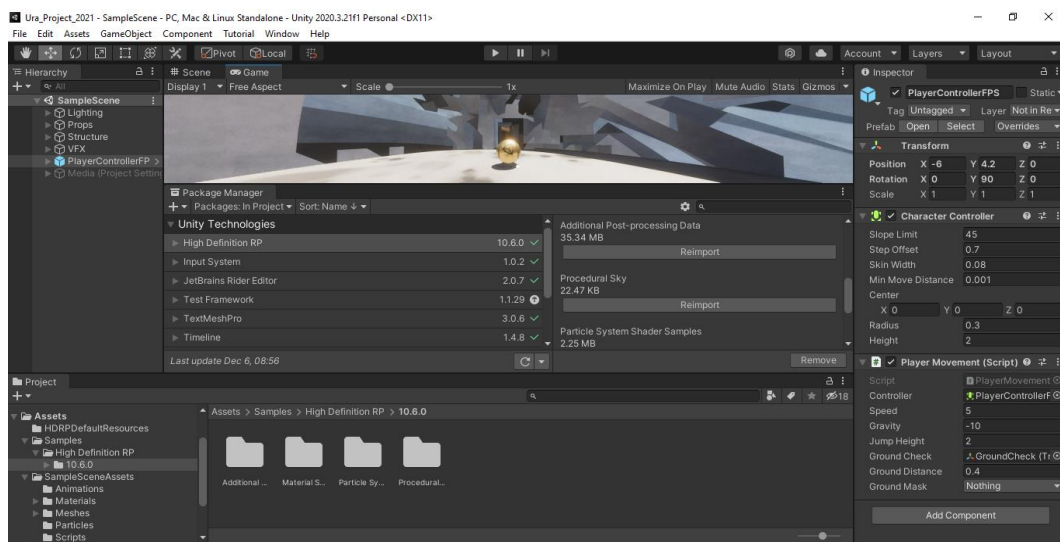 Ura_Project_2021 - SampleScene - PC, Mac & Linux Standalone - Unity 2020.3.21f1 Personal <DX11>
File Edit Assets GameObject Component Tutorial Window Help
Pivot Local Account Layers Layout
Hierarchy
All
SampleScene
Lighting
Props
Structure
VFX
PlayerControllerFP
Media (Project Setting
Scene Game
Display 1 Free Aspect Scale 1x Maximize On Play Mute Audio Stats Gizmos
Package Manager
Packages: In Project Sort: Name ↓
Unity Technologies
High Definition RP 10.6.0
Input System 1.0.2
JetBrains Rider Editor 2.0.7
Test Framework 1.1.29
TextMeshPro 3.0.6
Timeline 1.4.8
Last update Dec 6, 08:56
Additional Post-processing Data
35.34 MB
Reimport
Procedural Sky
22.47 KB
Reimport
Particle System Shader Samples
2.25 MB
Remove
Project
18
Assets
HDRPDefaultResources
Samples
High Definition RP
10.6.0
SampleSceneAssets
Animations
Materials
Meshes
Particles
Scripts
Assets > Samples > High Definition RP > 10.6.0
Additional ... Material S... Particle Sy... Procedural...
Inspector
PlayerControllerFPS Static
Tag Untagged Layer Not in Re
Prefab Open Select Overrides
Transform
Position X -6 Y 4.2 Z 0
Rotation X 0 Y 90 Z 0
Scale X 1 Y 1 Z 1
Character Controller
Slope Limit 45
Step Offset 0.7
Skin Width 0.08
Min Move Distance 0.001
Center
X 0 Y 0 Z 0
Radius 0.3
Height 2
Player Movement (Script)
Script PlayerMovement
Controller PlayerControllerF
Speed 5
Gravity -10
Jump Height 2
Ground Check GroundCheck (Tr
Ground Distance 0.4
Ground Mask Nothing
Add Component